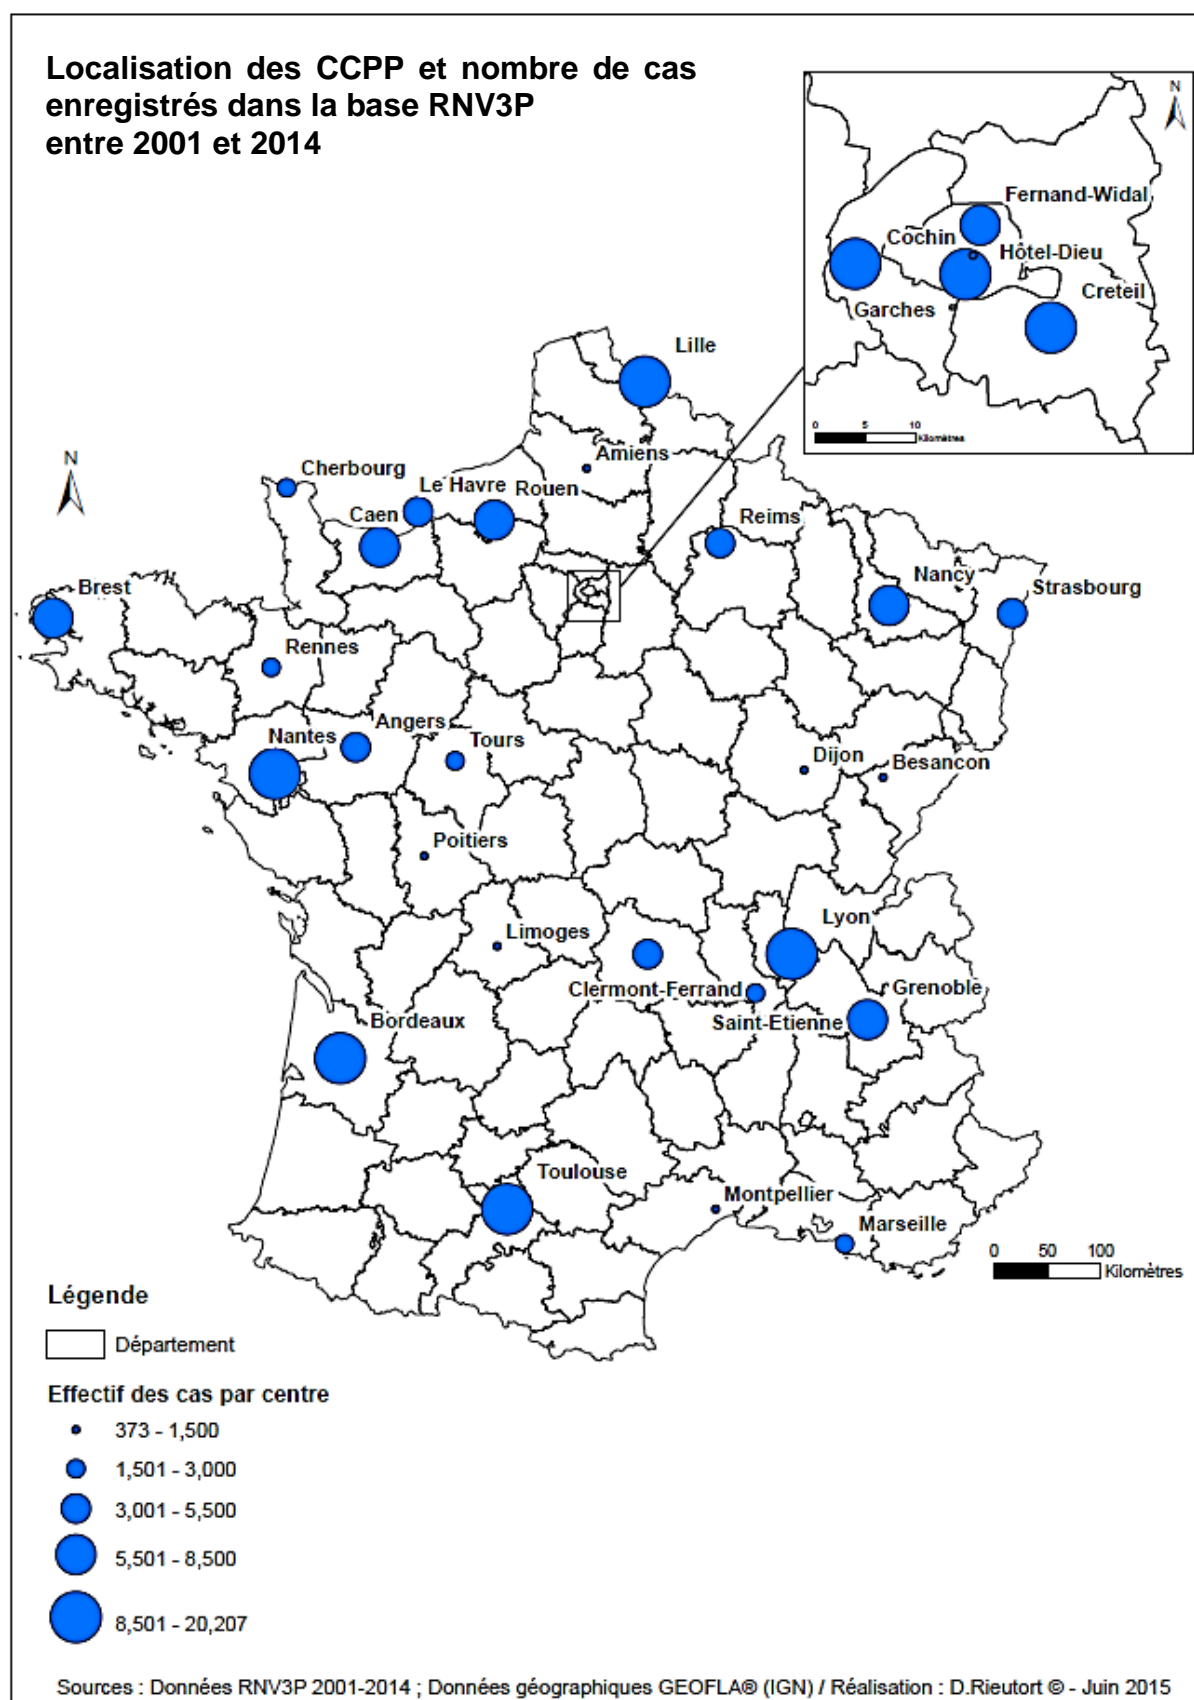 Localisation des CCPP et nombre de cas
enregistrés dans la base RNV3P
entre 2001 et 2014
N
Fernand-Widal
Cochin
Hôtel-Dieu
Garches
Creteil
0 5 10
Kilomètres
Lille
Amiens
N
Cherbourg
Le Havre
Rouen
Caen
Reims
Nancy
Strasbourg
Brest
Rennes
Angers
Nantes
Tours
Dijon
Besancon
Poitiers
Lyon
Limoges
Clermont-Ferrand
Grenoble
Saint-Etienne
Bordeaux
Toulouse
Montpellier
Marseille
0 50 100
Kilomètres
Légende
Département
Effectif des cas par centre
373 - 1,500
1,501 - 3,000
3,001 - 5,500
5,501 - 8,500
8,501 - 20,207
Sources : Données RNV3P 2001-2014 ; Données géographiques GEOFLA® (IGN) / Réalisation : D.Rieutort © - Juin 2015